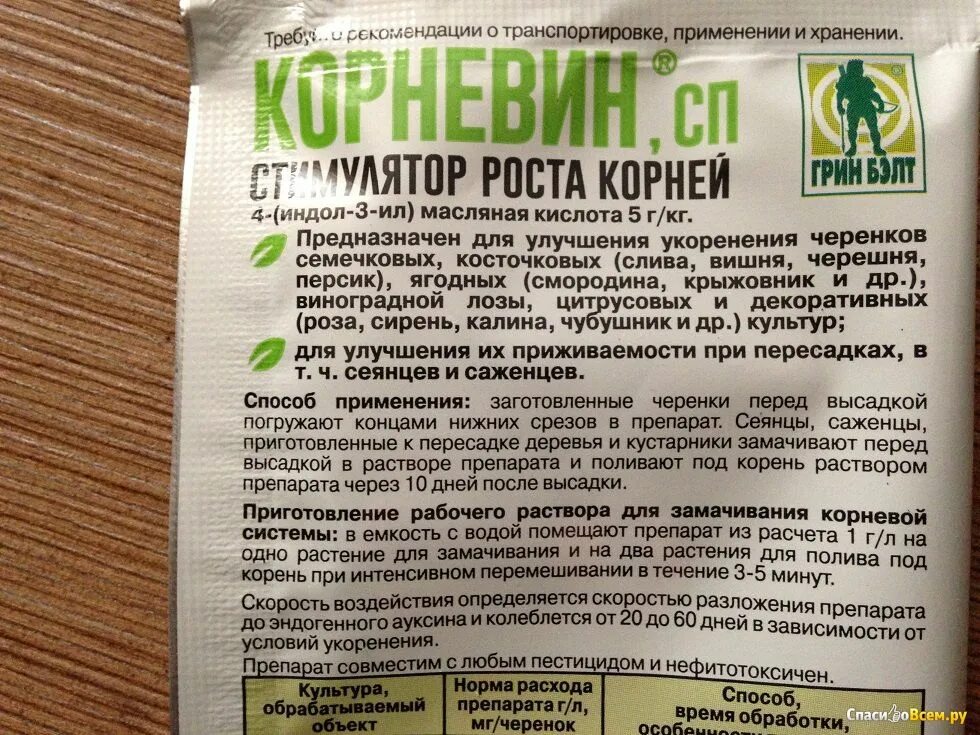 рекомендации о транспортировке, применении и хранении.
КОРНЕВИН®, СП
СТИМУЛЯТОР РОСТА КОРНЕЙ
ГРИН БЭЛТ
4-(индол-3-ил) масляная кислота 5 г/кг.
Предназначен для улучшения укоренения черенков
семечковых, косточковых (слива, вишня, черешня,
персик), ягодных (смородина, крыжовник и др.),
виноградной лозы, цитрусовых и декоративных
(роза, сирень, калина, чубушник и др.) культур;
для улучшения их приживаемости при пересадках, в
т. ч. сеянцев и саженцев.
Способ применения: заготовленные черенки перед высадкой
погружают концами нижних срезов в препарат. Сеянцы, саженцы,
приготовленные к пересадке деревья и кустарники замачивают перед
высадкой в растворе препарата и поливают под корень раствором
препарата через 10 дней после высадки.
Приготовление рабочего раствора для замачивания корневой
системы: в емкость с водой помещают препарат из расчета 1 г/л на
одно растение для замачивания и на два растения для полива под
корень при интенсивном перемешивании в течение 3-5 минут.
Скорость воздействия определяется скоростью разложения препарата
до эндогенного ауксина и колеблется от 20 до 60 дней в зависимости от
условий укоренения.
Препарат совместим с любым пестицидом и нефитотоксичен.
Культура,
обрабатываемый
объект
Норма расхода
препарата г/л,
мг/черенок
Способ,
время обработки,
СпасибоВсем.ру